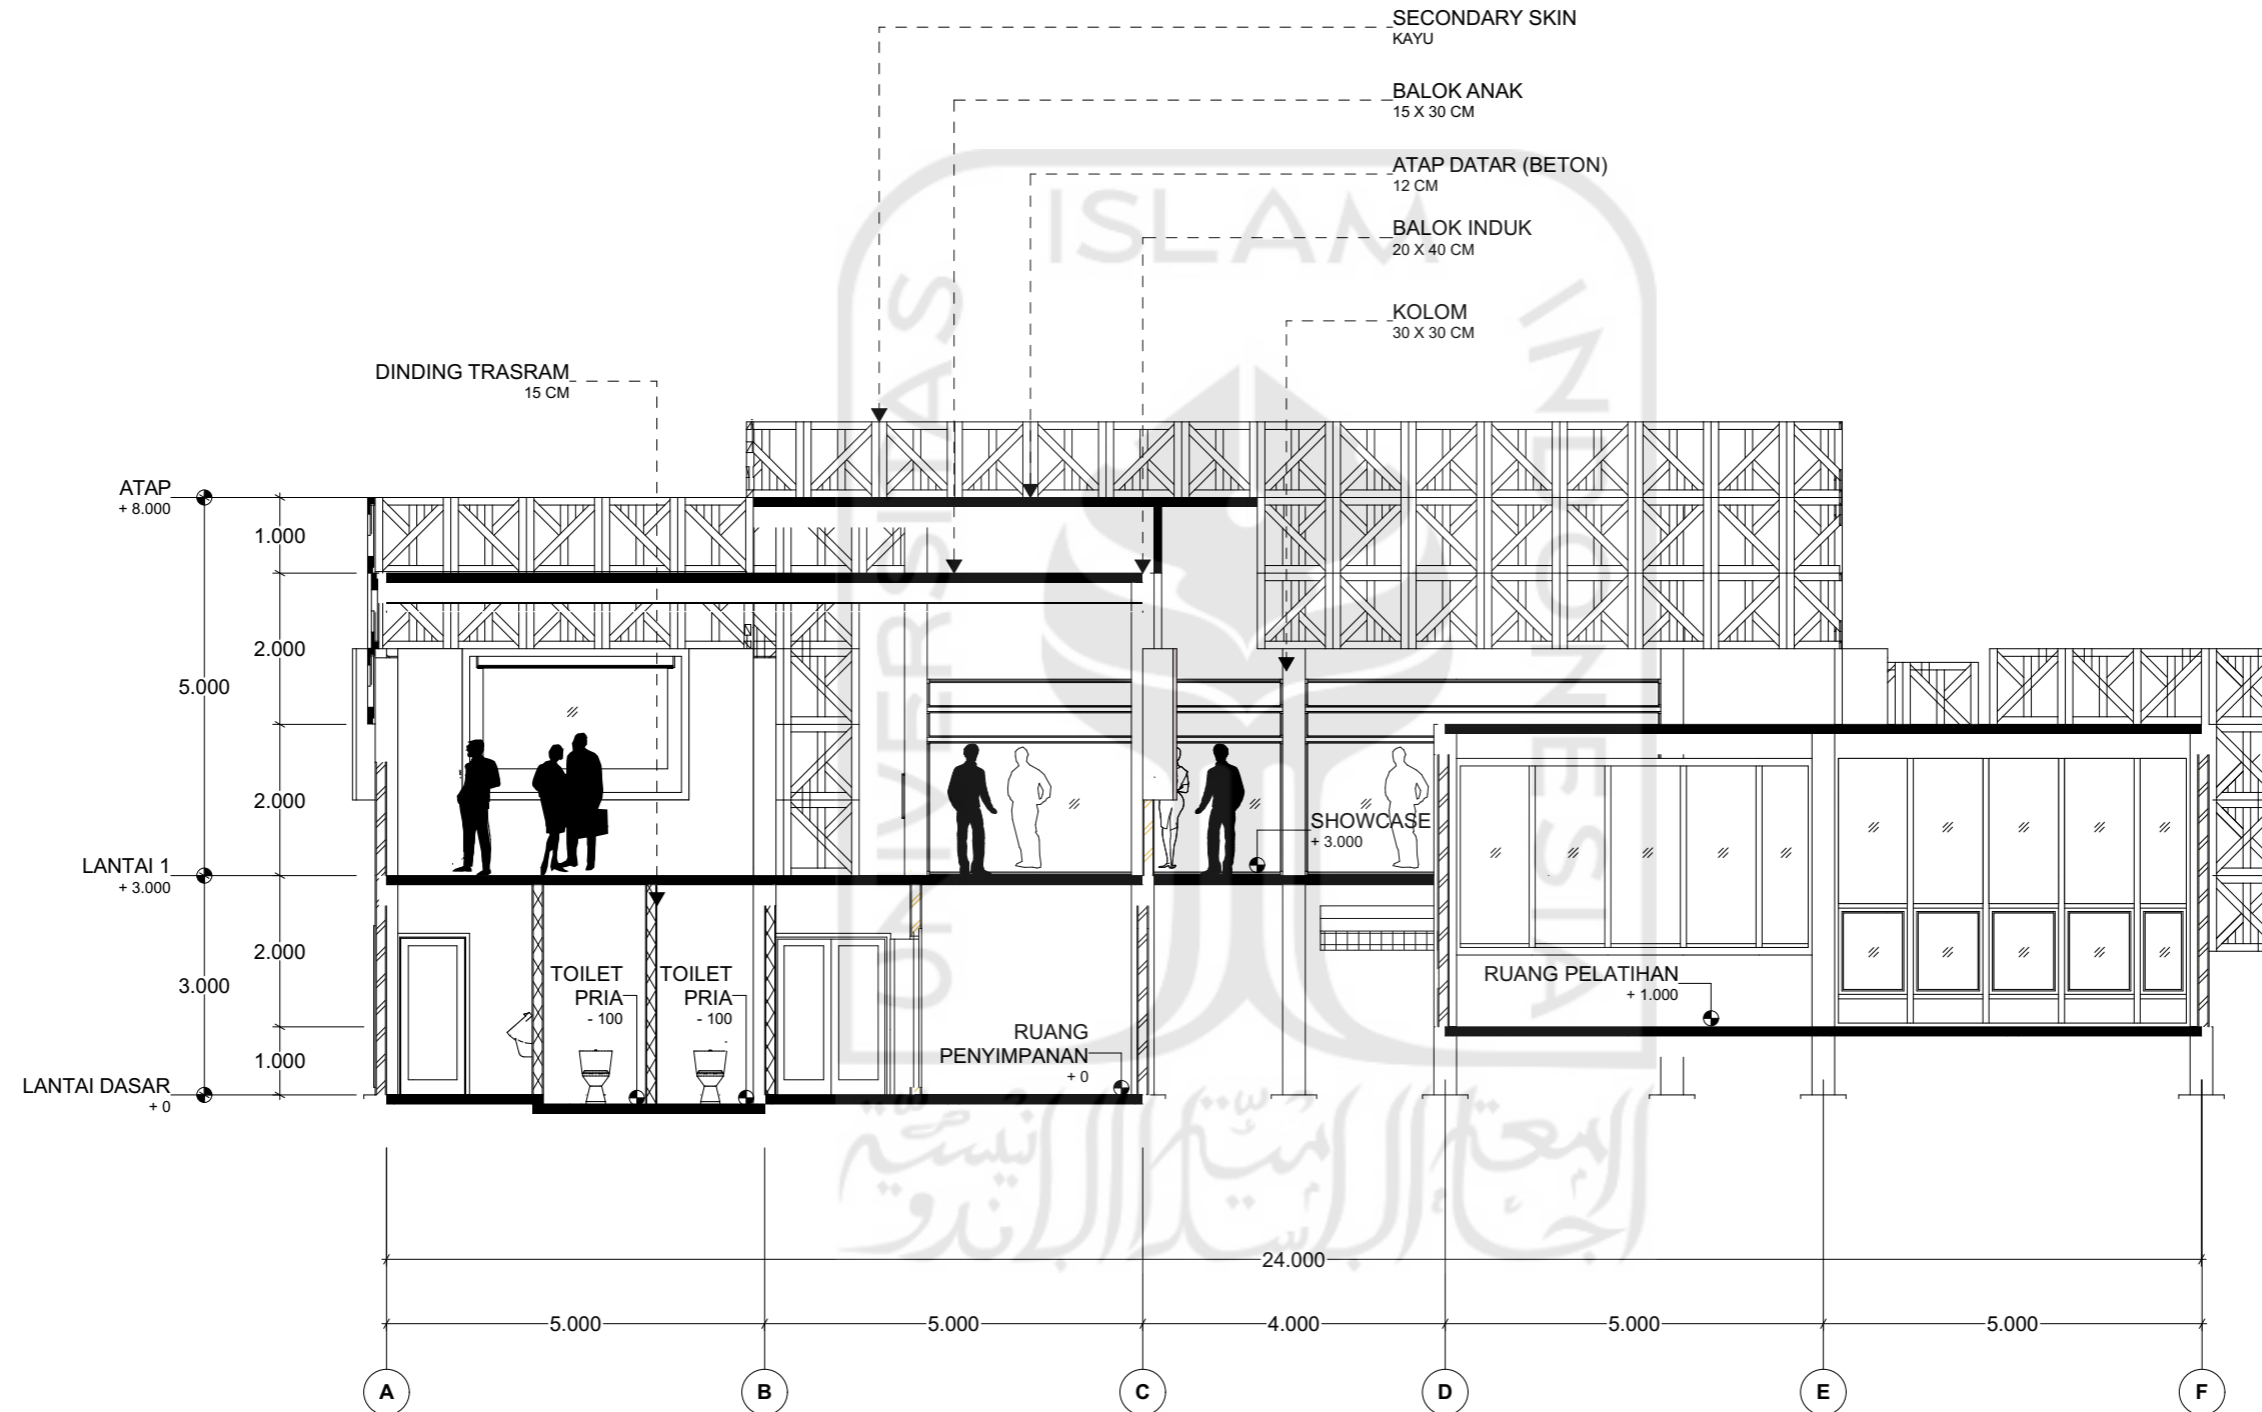 SECONDARY SKIN
KAYU
BALOK ANAK
15 X 30 CM
ATAP DATAR (BETON)
12 CM
BALOK INDUK
20 X 40 CM
KOLOM
30 X 30 CM
DINDING TRASRAM
15 CM
UNIVERSITAS
ISLAM
INDONESIA
ATAP
+ 8.000
1.000
2.000
5.000
2.000
LANTAI 1
+ 3.000
SHOWCASE
+ 3.000
2.000
3.000
1.000
LANTAI DASAR
+ 0
TOILET
PRIA
- 100
TOILET
PRIA
- 100
RUANG
PENYIMPANAN
+ 0
RUANG PELATIHAN
+ 1.000
24.000
5.000
5.000
4.000
5.000
5.000
A
B
C
D
E
F